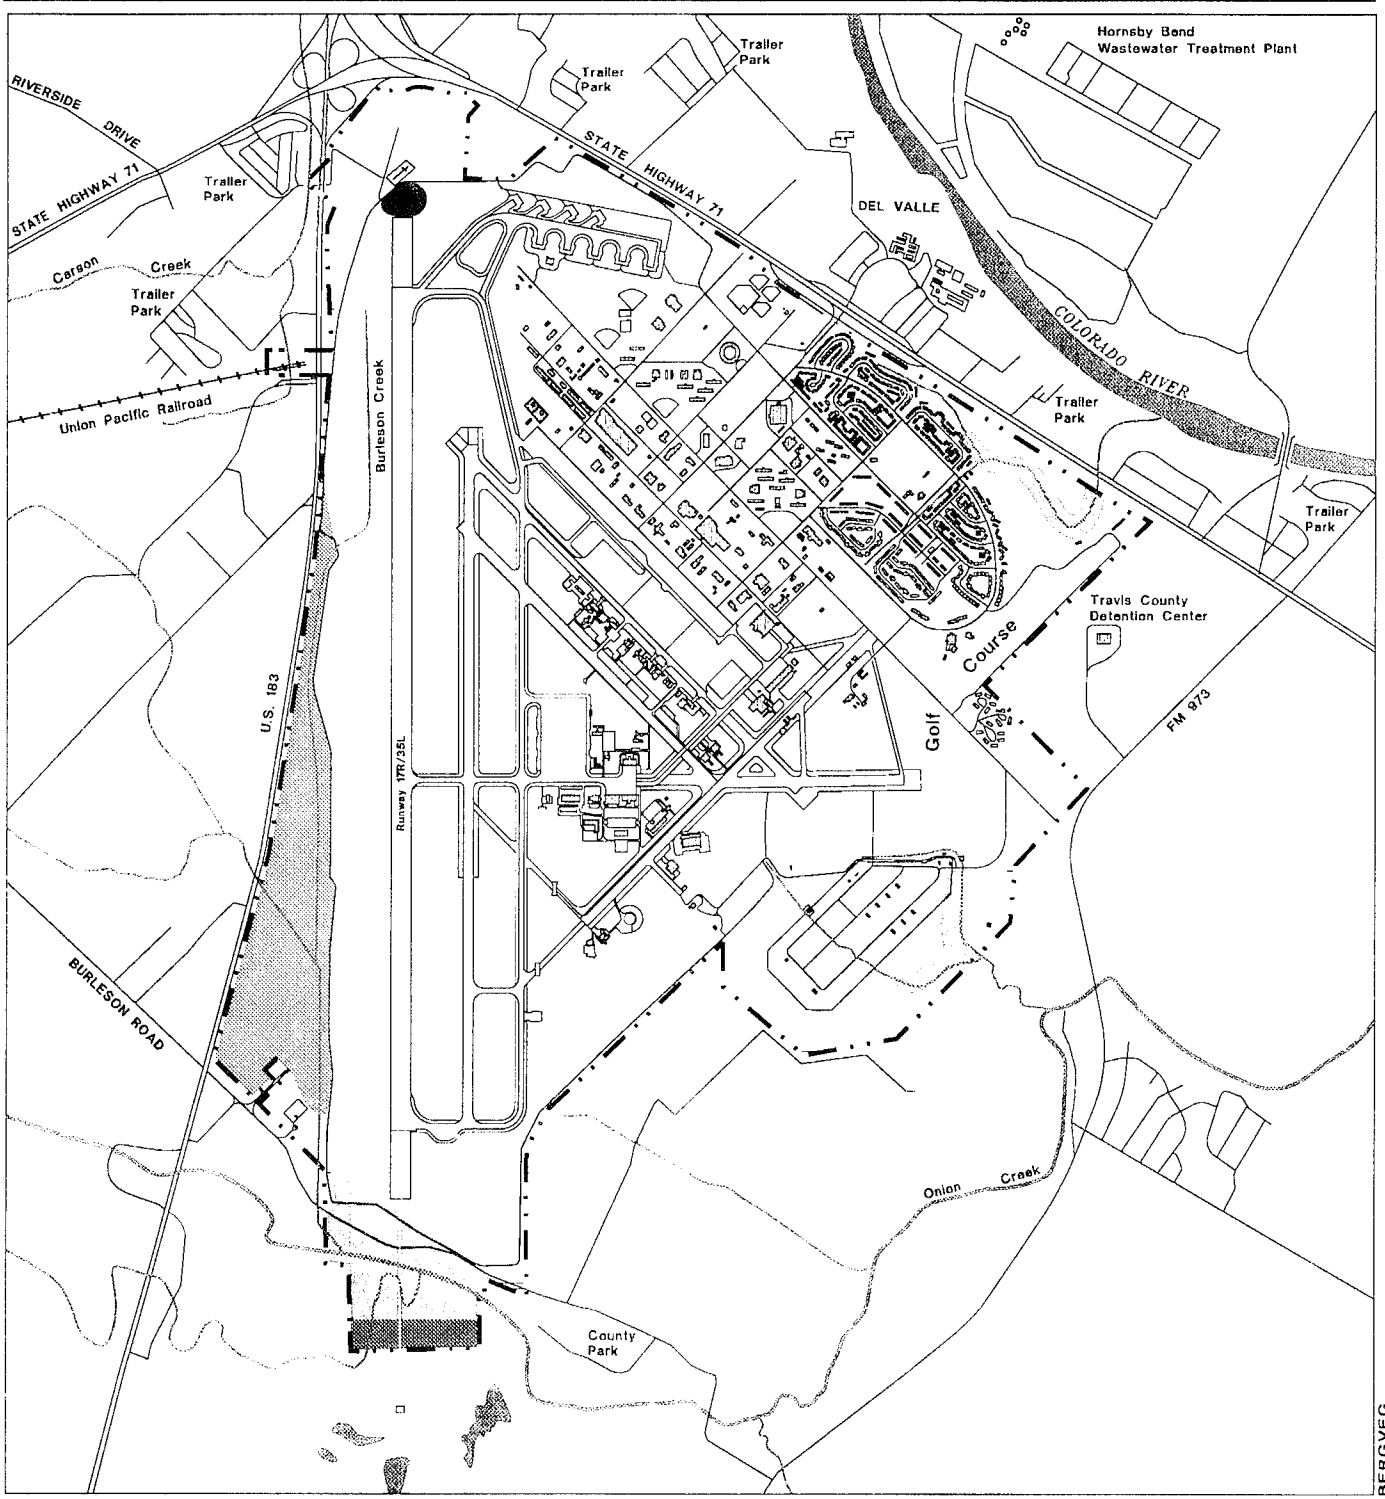 Hornsby Bend
Wastewater Treatment Plant
Trailer
Park
Trailer
Park
RIVERSIDE
DRIVE
STATE HIGHWAY 71
STATE HIGHWAY 71
Trailer
Park
DEL VALLE
Carson Creek
Trailer
Park
COLORADO RIVER
Union Pacific Railroad
Burleson Creek
Trailer
Park
Trailer
Park
Travis County
Detention Center
Golf Course
U.S. 183
FM 973
Runway 17R/35L
BURLESON ROAD
Onion Creek
County
Park
BERGVEG